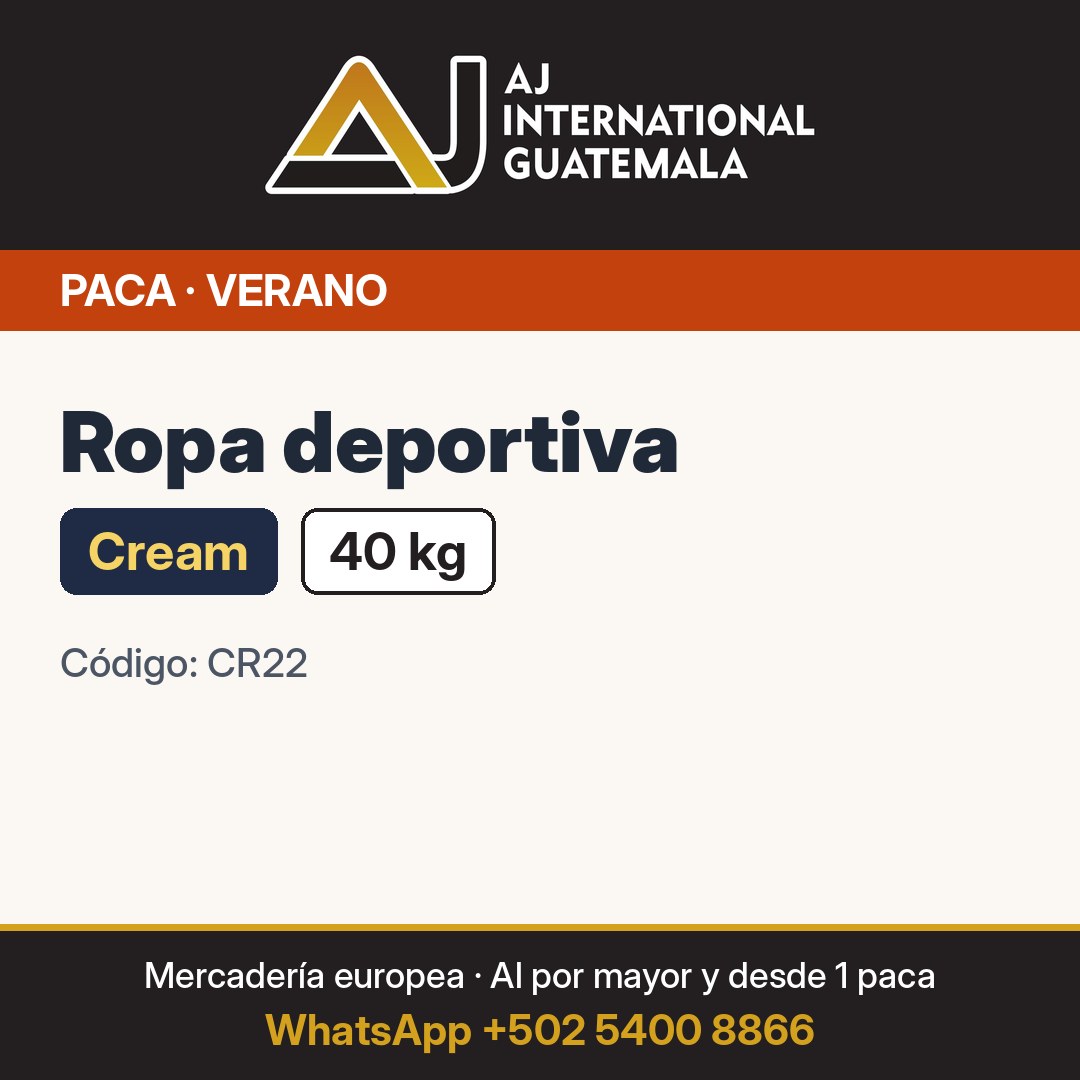 AJ
AJ
INTERNATIONAL
GUATEMALA
PACA · VERANO
Ropa deportiva
Cream
40 kg
Código: CR22
Mercadería europea · Al por mayor y desde 1 paca
WhatsApp +502 5400 8866